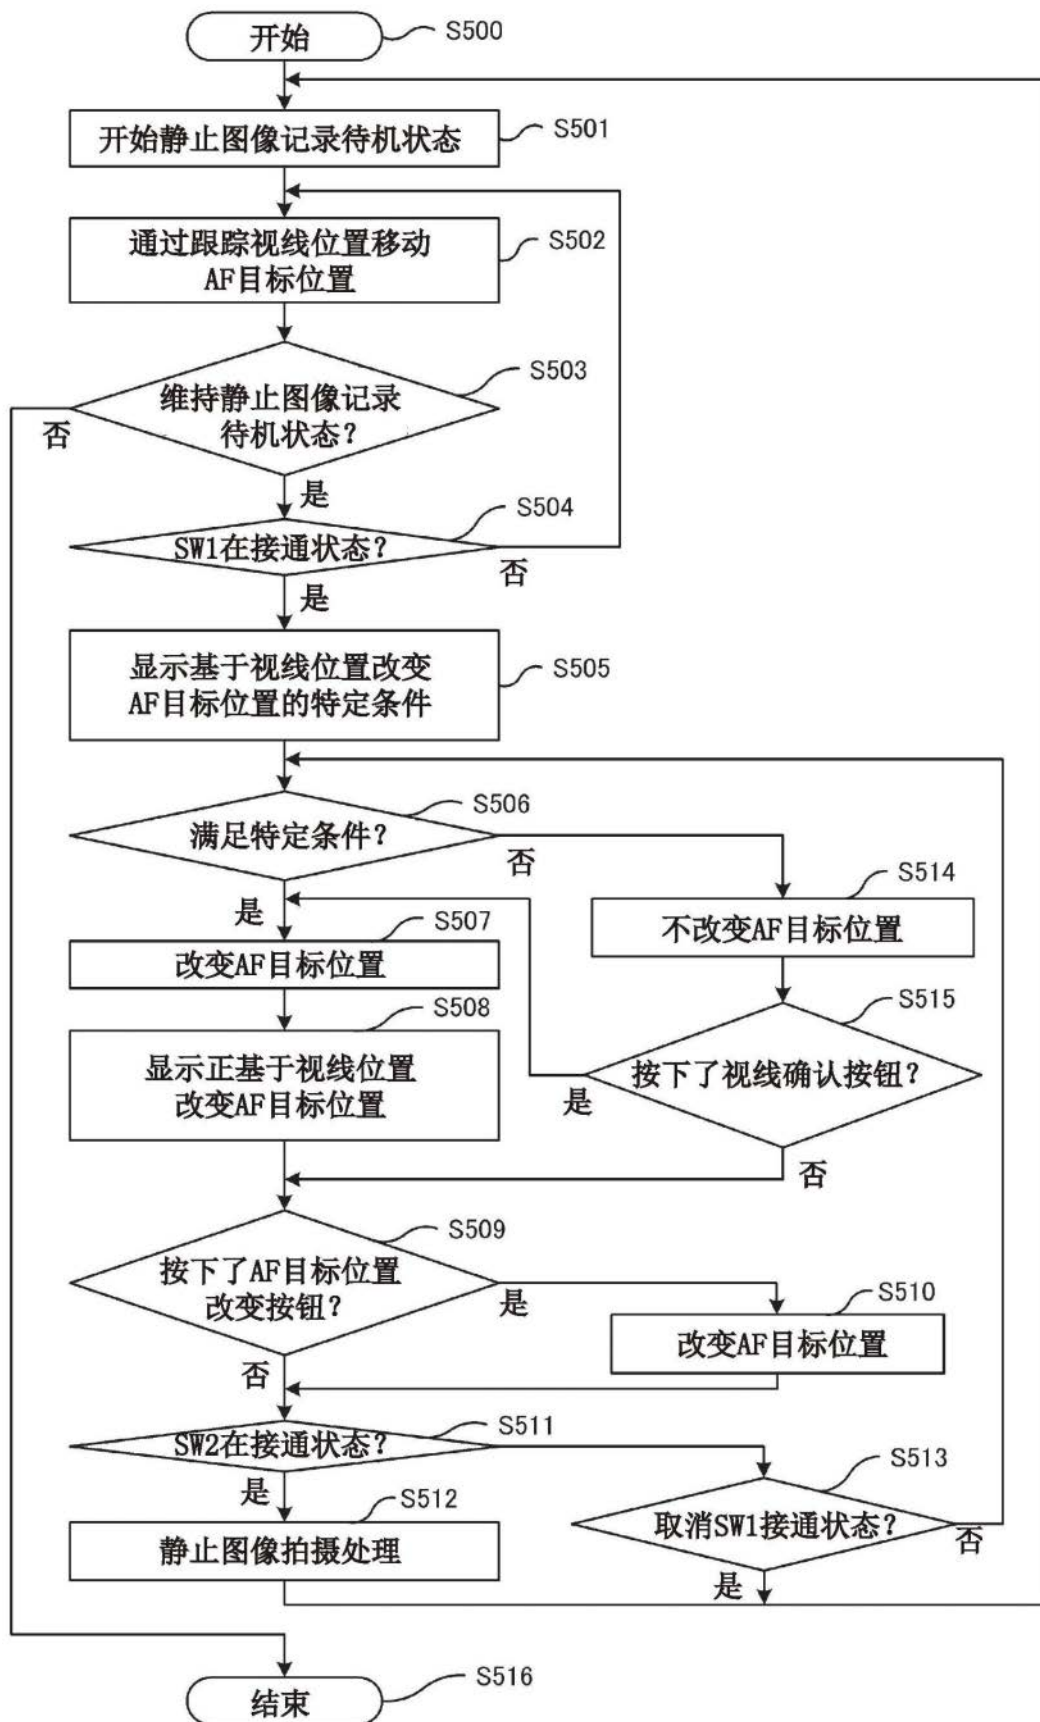 开始
S500
开始静止图像记录待机状态
S501
通过跟踪视线位置移动
AF目标位置
S502
维持静止图像记录
待机状态?
S503
否
是
SW1在接通状态?
S504
否
是
显示基于视线位置改变
AF目标位置的特定条件
S505
满足特定条件?
S506
否
是
不改变AF目标位置
S514
改变AF目标位置
S507
按下了视线确认按钮?
S515
是
否
显示正基于视线位置
改变AF目标位置
S508
按下了AF目标位置
改变按钮?
S509
是
否
改变AF目标位置
S510
SW2在接通状态?
S511
是
取消SW1接通状态?
S513
否
是
静止图像拍摄处理
S512
结束
S516